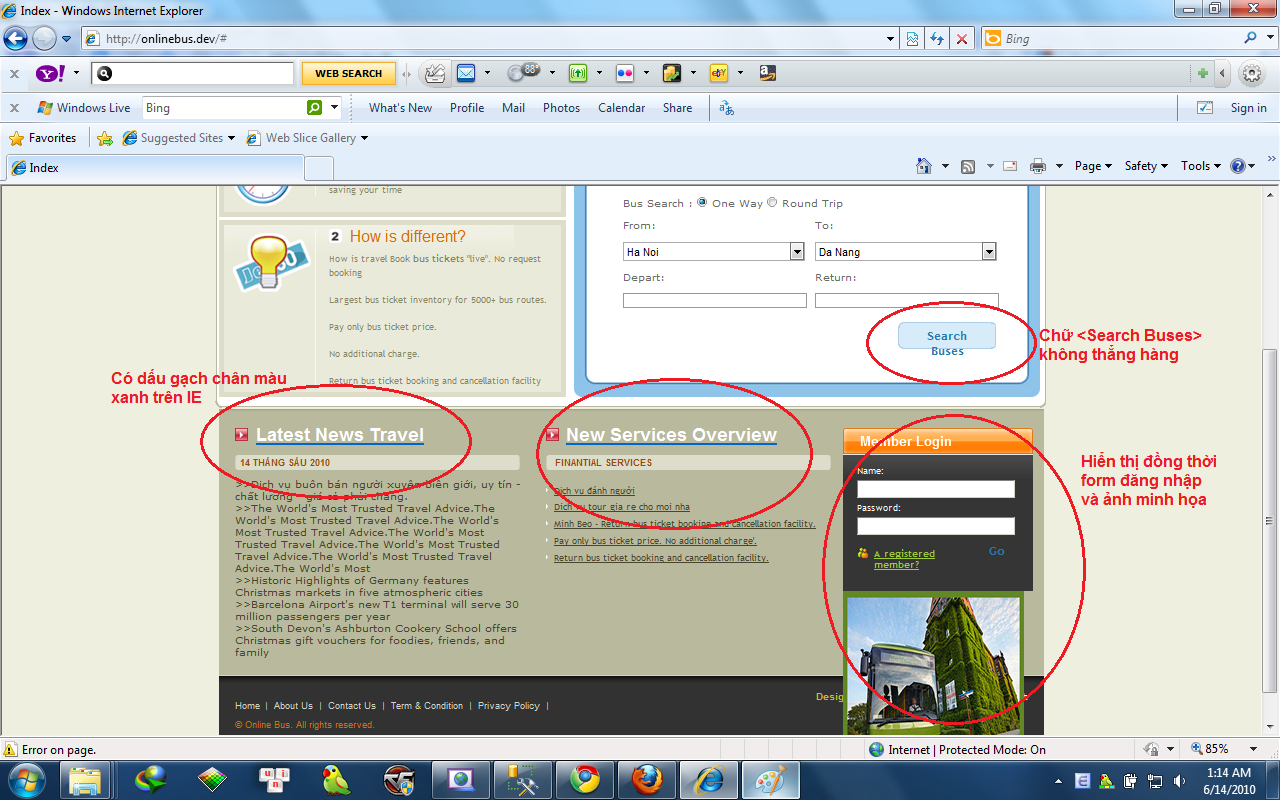 Index - Windows Internet Explorer
http://onlinebus.dev/#
Bing
Y!
WEB SEARCH
88°
Windows Live
Bing
What's New
Profile
Mail
Photos
Calendar
Share
Sign in
Favorites
Suggested Sites
Web Slice Gallery
Index
Page
Safety
Tools
saving your time
2 How is different?
How is travel Book bus tickets "live". No request
booking
Largest bus ticket inventory for 5000+ bus routes.
Pay only bus ticket price.
No additional charge.
Return bus ticket booking and cancellation facility
Bus Search : One Way Round Trip
From: To:
Ha Noi Da Nang
Depart: Return:
Search
Buses
Chữ <Search Buses>
không thẳng hàng
Có dấu gạch chân màu
xanh trên IE
Latest News Travel
14 THÁNG SÁU 2010
>>Dịch vụ buôn bán người xuyên biên giới, uy tín -
chất lượng - giá cả phải chăng.
>>The World's Most Trusted Travel Advice.The
World's Most Trusted Travel Advice.The World's
Most Trusted Travel Advice.The World's Most
Trusted Travel Advice.The World's Most Trusted
Travel Advice.The World's Most Trusted Travel
Advice.The World's Most
>>Historic Highlights of Germany features
Christmas markets in five atmospheric cities
>>Barcelona Airport's new T1 terminal will serve 30
million passengers per year
>>South Devon's Ashburton Cookery School offers
Christmas gift vouchers for foodies, friends, and
family
New Services Overview
FINANTIAL SERVICES
Dich vu đánh người
Dich vu tour gia re cho moi nha
Minh Beo - Return bus ticket booking and cancellation facility.
Pay only bus ticket price. No additional charge'.
Return bus ticket booking and cancellation facility.
Member Login
Name:
Password:
A registered
member?
Go
Hiển thị đồng thời
form đăng nhập
và ảnh minh họa
Home | About Us | Contact Us | Term & Condition | Privacy Policy |
© Online Bus. All rights reserved.
Desig
Error on page.
Internet | Protected Mode: On
85%
1:14 AM
6/14/2010